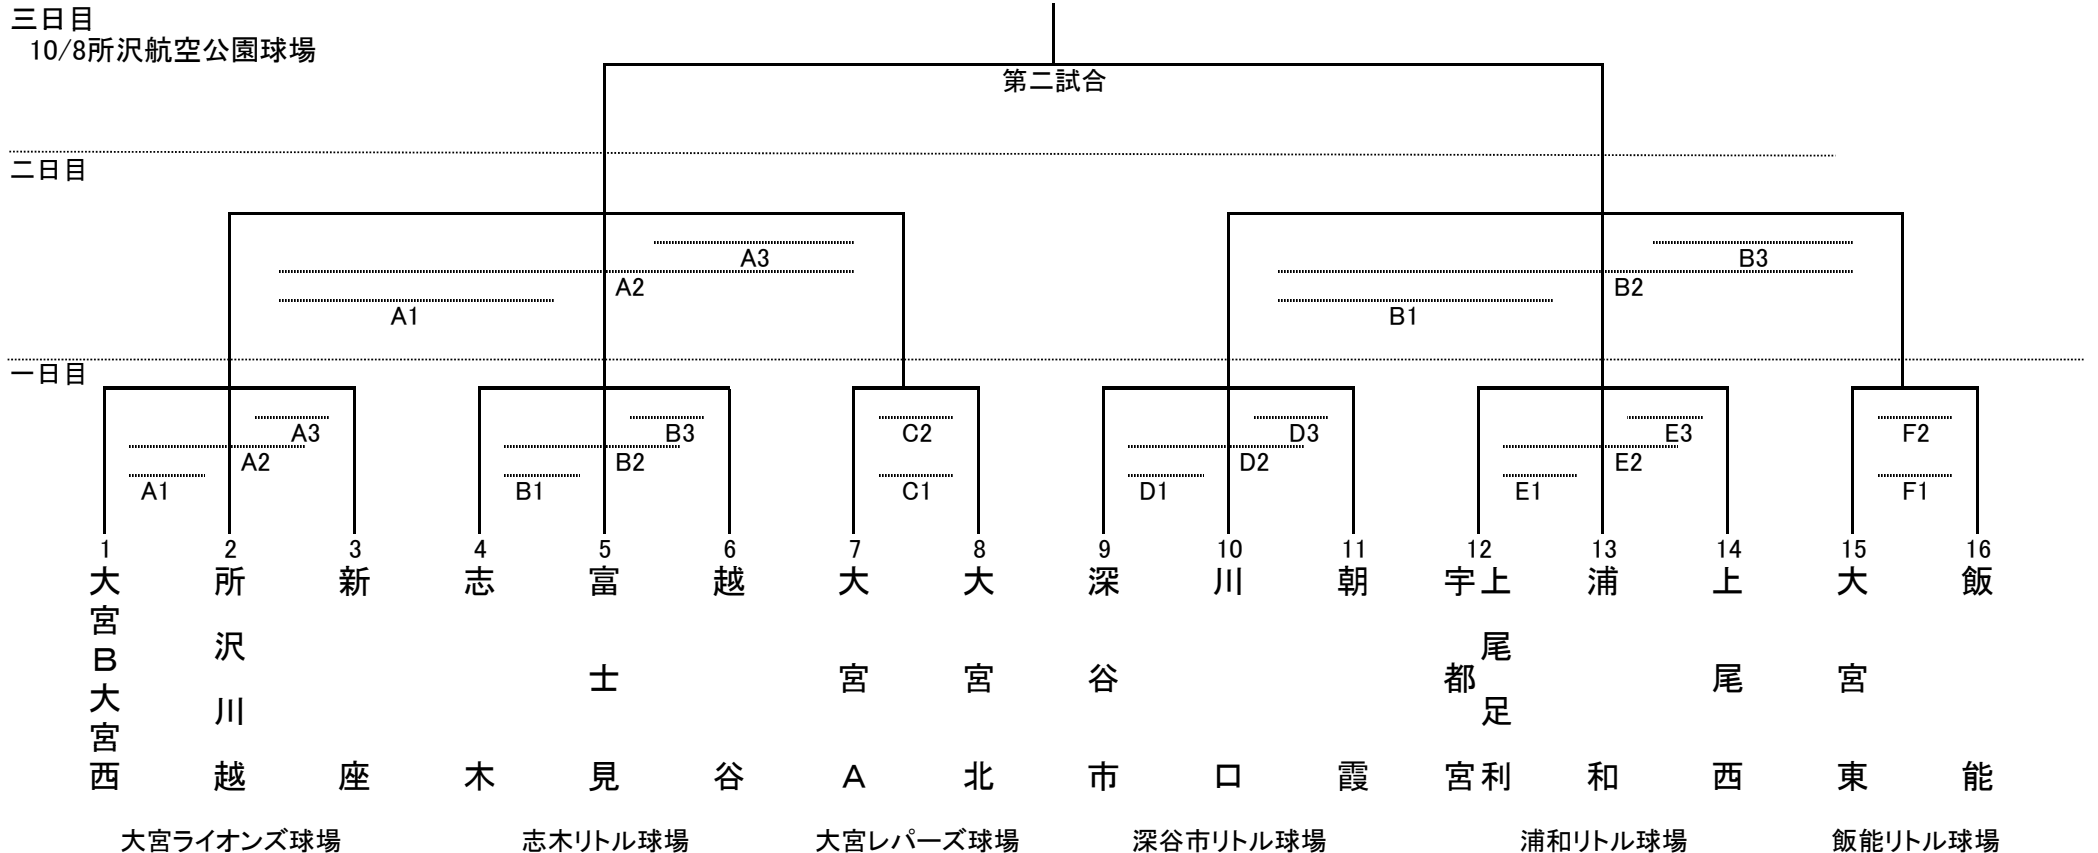 三日目
10/8所沢航空公園球場
第二試合
二日目
A3
B3
A2
B2
A1
B1
一日目
A3
B3
C2
D3
E3
F2
A2
B2
D2
E2
A1
B1
C1
D1
E1
F1
1 2 3 4 5 6 7 8 9 10 11 12 13 14 15 16
大宮B大宮西
所沢川越
新座
志木
富士見
越谷
大宮A
大宮北
深谷市
川口
朝霞
宇都宮
上尾足利
浦和
上尾西
大宮東
飯能
大宮ライオンズ球場
志木リトル球場
大宮レパーズ球場
深谷市リトル球場
浦和リトル球場
飯能リトル球場